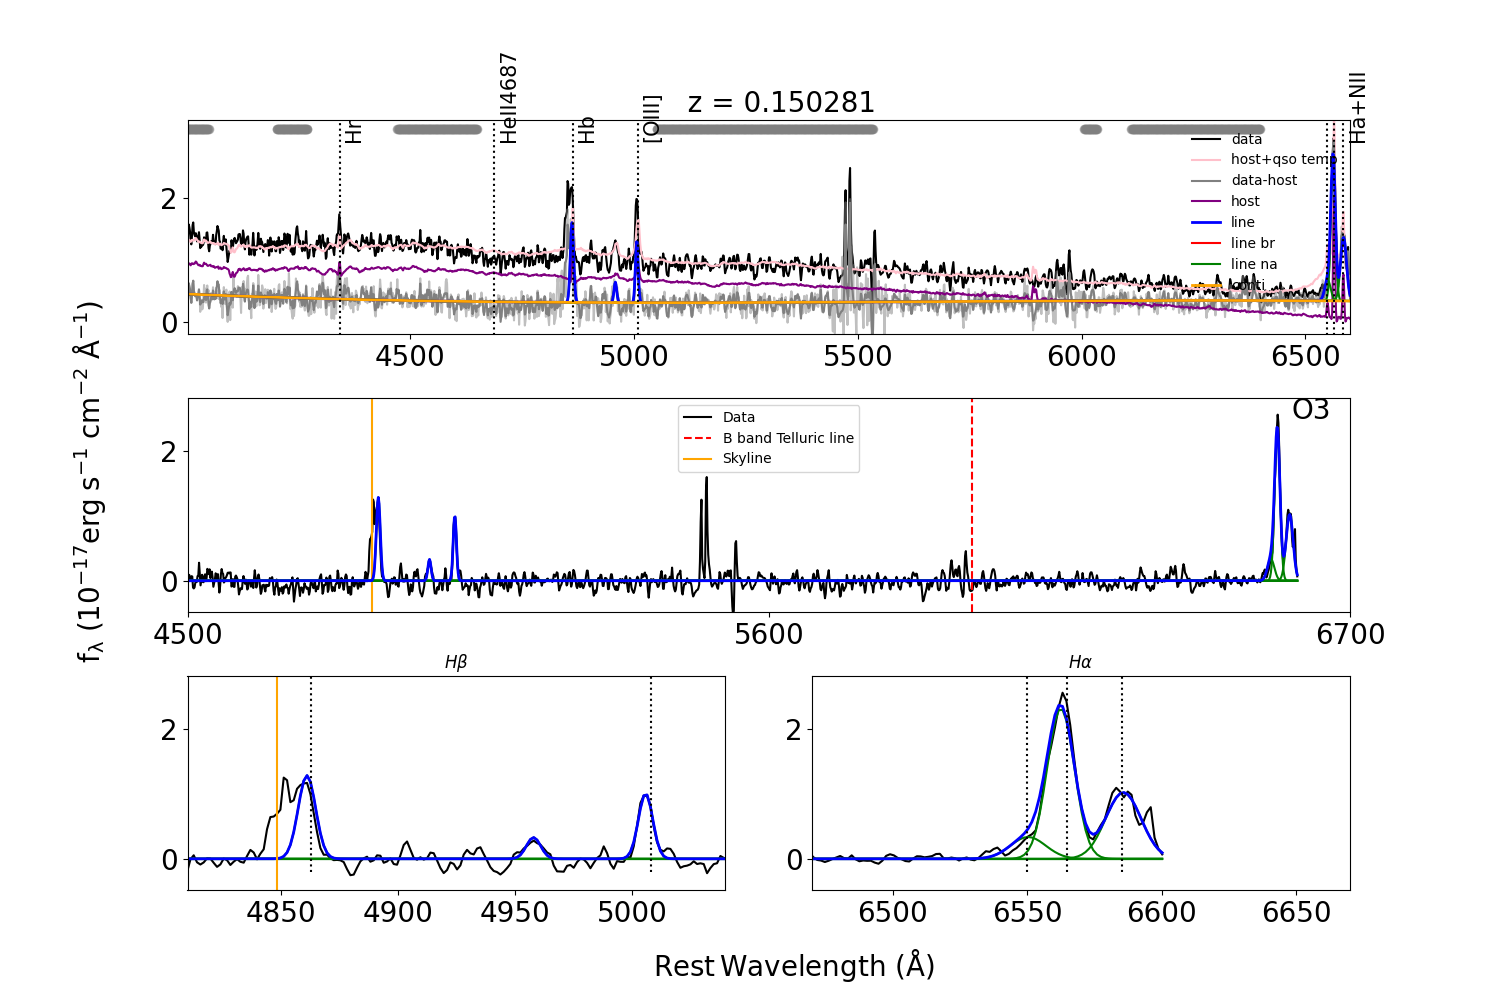 z = 0.150281
Hr
HeII4687
Hb
[OIII]
Ha+NII
data
host+qso temp
data-host
host
line
line br
line na
conti
2
0
4500 5000 5500 6000 6500
Data
B band Telluric line
Skyline
O3
2
0
4500 5600 6700
fλ (10⁻¹⁷erg s⁻¹ cm⁻² Å⁻¹)
Hβ
2
0
4850 4900 4950 5000
Hα
2
0
6500 6550 6600 6650
Rest Wavelength (Å)